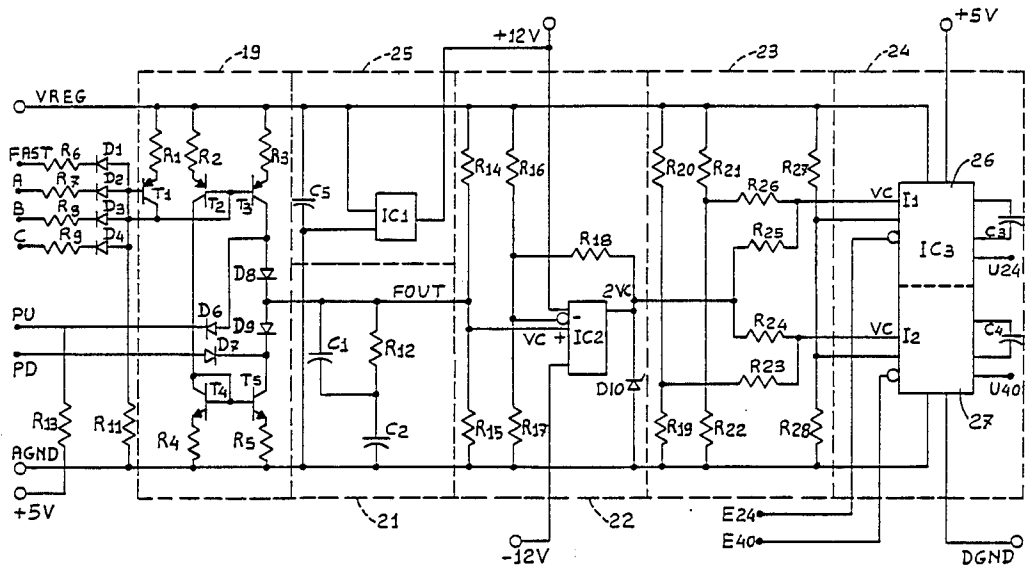 +5V
+12V
19
25
23
24
VREG
FAST
R6
D1
R1
R2
R3
R14
R16
R20
R21
R27
26
A
R7
D2
T1
T2
T3
C5
IC1
R26
VC
I1
B
R8
D3
IC3
C3
C
R9
D4
R18
R25
U24
D8
FOUT
2VC
PU
D6
D9
VC +
-
IC2
R24
VC
I2
C4
PD
D7
C1
R12
D10
R23
U40
T4
T5
27
R13
R11
R4
R5
C2
R15
R17
R19
R22
R28
AGND
+5V
21
22
E24
E40
-12V
DGND